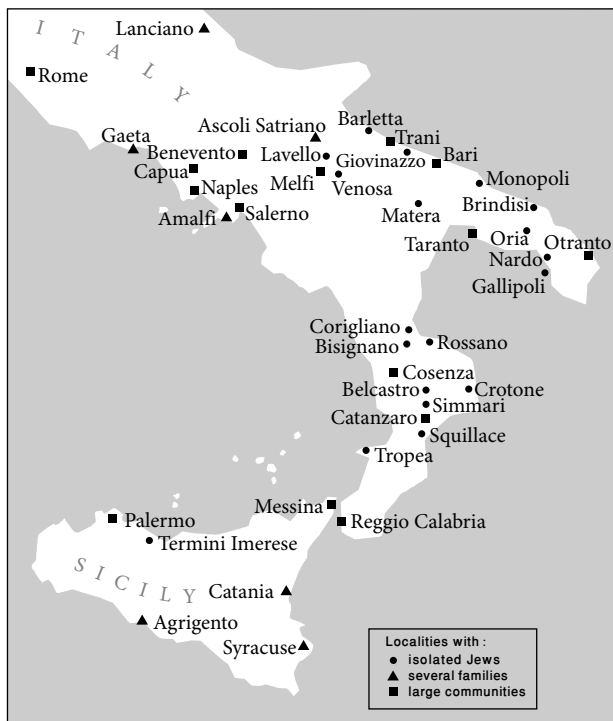 Lanciano
ITALY
Rome
Barletta
Ascoli Satriano
Trani
Gaeta
Benevento
Lavello
Giovinazzo
Bari
Capua
Melfi
Venosa
Monopoli
Naples
Matera
Brindisi
Amalfi
Salerno
Taranto
Oria
Otranto
Nardo
Gallipoli
Corigliano
Bisignano
Rossano
Cosenza
Belcastro
Crotone
Simmari
Catanzaro
Squillace
Tropea
Messina
Palermo
Reggio Calabria
Termini Imerese
SICILY
Catania
Agrigento
Syracuse
Localities with :
isolated Jews
several families
large communities